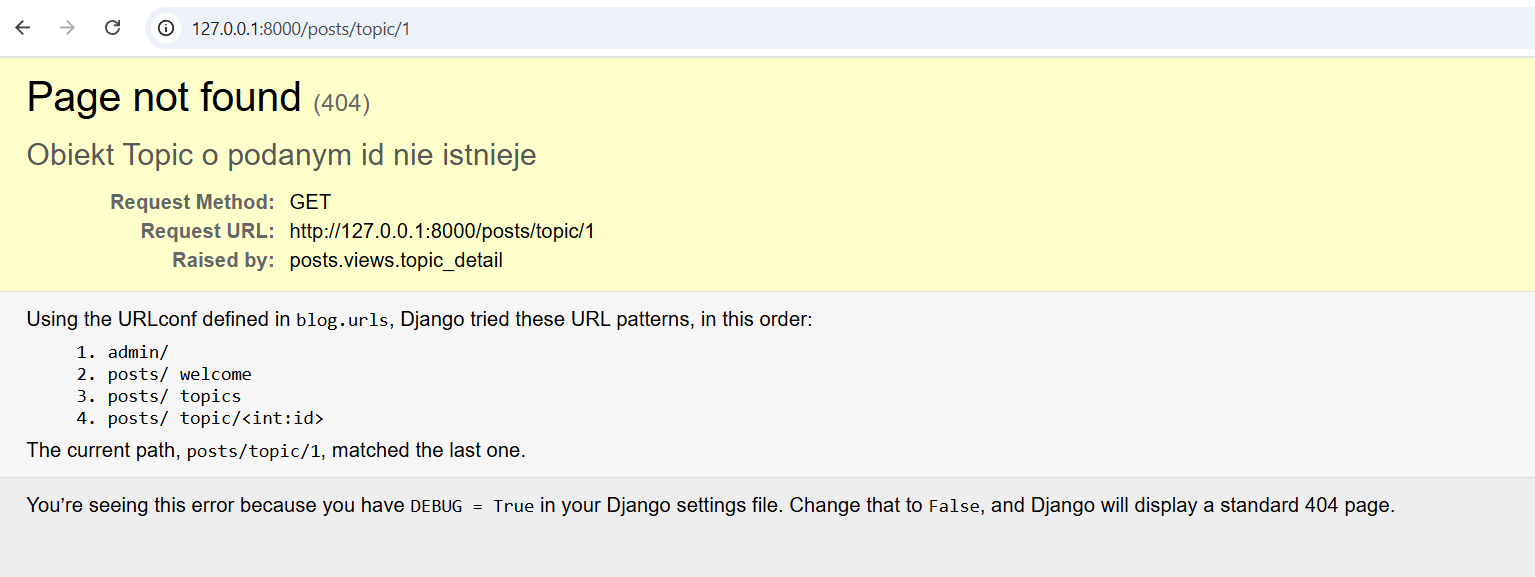 127.0.0.1:8000/posts/topic/1
Page not found (404)
Obiekt Topic o podanym id nie istnieje
Request Method: GET
Request URL: http://127.0.0.1:8000/posts/topic/1
Raised by: posts.views.topic_detail
Using the URLconf defined in blog.urls, Django tried these URL patterns, in this order:
1. admin/
2. posts/ welcome
3. posts/ topics
4. posts/ topic/<int:id>
The current path, posts/topic/1, matched the last one.
You’re seeing this error because you have DEBUG = True in your Django settings file. Change that to False, and Django will display a standard 404 page.